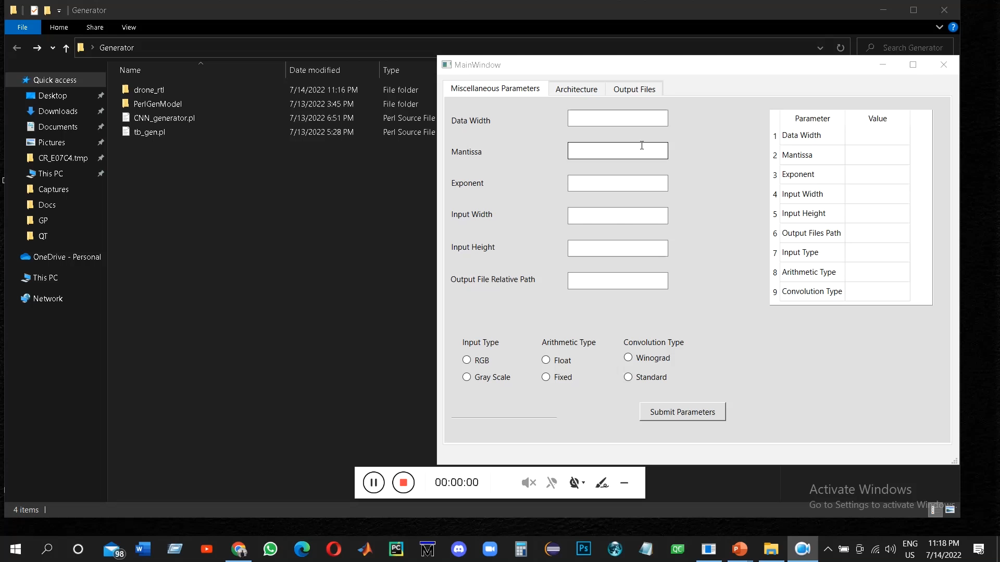 Generator
File
Home
Share
View
Generator
Search Generator
Name
Date modified
Type
Quick access
Desktop
Downloads
Documents
Pictures
CR_E07C4.tmp
This PC
Captures
Docs
GP
QT
OneDrive - Personal
This PC
Network
drone_rtl 7/14/2022 11:16 PM File folder
PerlGenModel 7/13/2022 3:45 PM File folder
CNN_generator.pl 7/13/2022 6:51 PM Perl Source File
tb_gen.pl 7/13/2022 5:28 PM Perl Source File
MainWindow
Miscellaneous Parameters
Architecture
Output Files
Data Width
Mantissa
Exponent
Input Width
Input Height
Output File Relative Path
Parameter Value
1 Data Width
2 Mantissa
3 Exponent
4 Input Width
5 Input Height
6 Output Files Path
7 Input Type
8 Arithmetic Type
9 Convolution Type
Input Type
RGB
Gray Scale
Arithmetic Type
Float
Fixed
Convolution Type
Winograd
Standard
Submit Parameters
00:00:00
Activate Windows
Go to Settings to activate Windows.
4 items
98
W
PC
M
Ps
QC
P
ENG
US
11:18 PM
7/14/2022